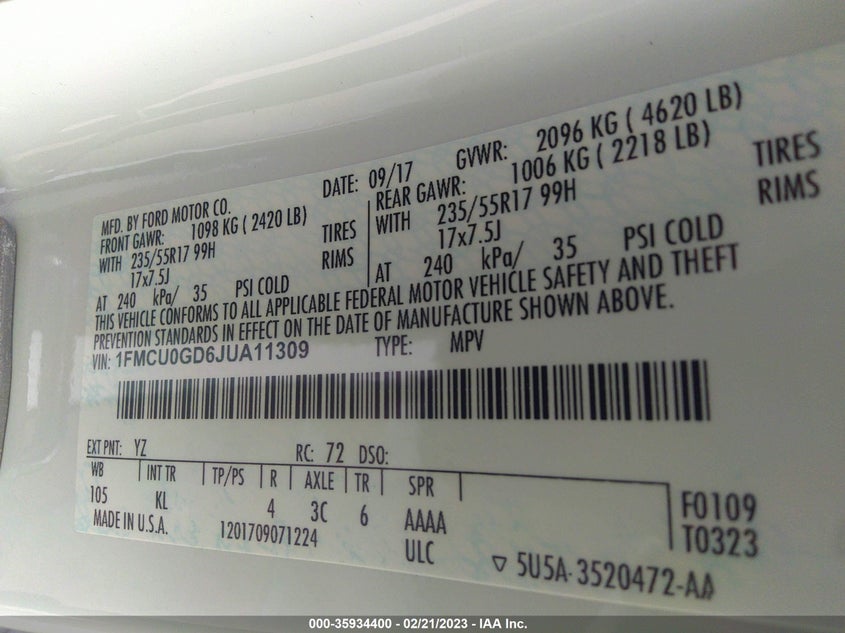 MFD. BY FORD MOTOR CO. DATE: 09/17 GVWR: 2096 KG ( 4620 LB)
FRONT GAWR: 1098 KG ( 2420 LB) REAR GAWR: 1006 KG ( 2218 LB)
WITH 235/55R17 99H TIRES WITH 235/55R17 99H TIRES
17x7.5J RIMS 17x7.5J RIMS
AT 240 kPa/ 35 PSI COLD AT 240 kPa/ 35 PSI COLD
THIS VEHICLE CONFORMS TO ALL APPLICABLE FEDERAL MOTOR VEHICLE SAFETY AND THEFT
PREVENTION STANDARDS IN EFFECT ON THE DATE OF MANUFACTURE SHOWN ABOVE.
VIN: 1FMCU0GD6JUA11309 TYPE: MPV
EXT PNT: YZ RC: 72 DSO:
WB INT TR TP/PS R AXLE TR SPR
105 KL 4 3C 6 AAAA F0109
MADE IN U.S.A. 1201709071224 ULC T0323
▽ 5U5A-3520472-AA
000-35934400 - 02/21/2023 - IAA Inc.